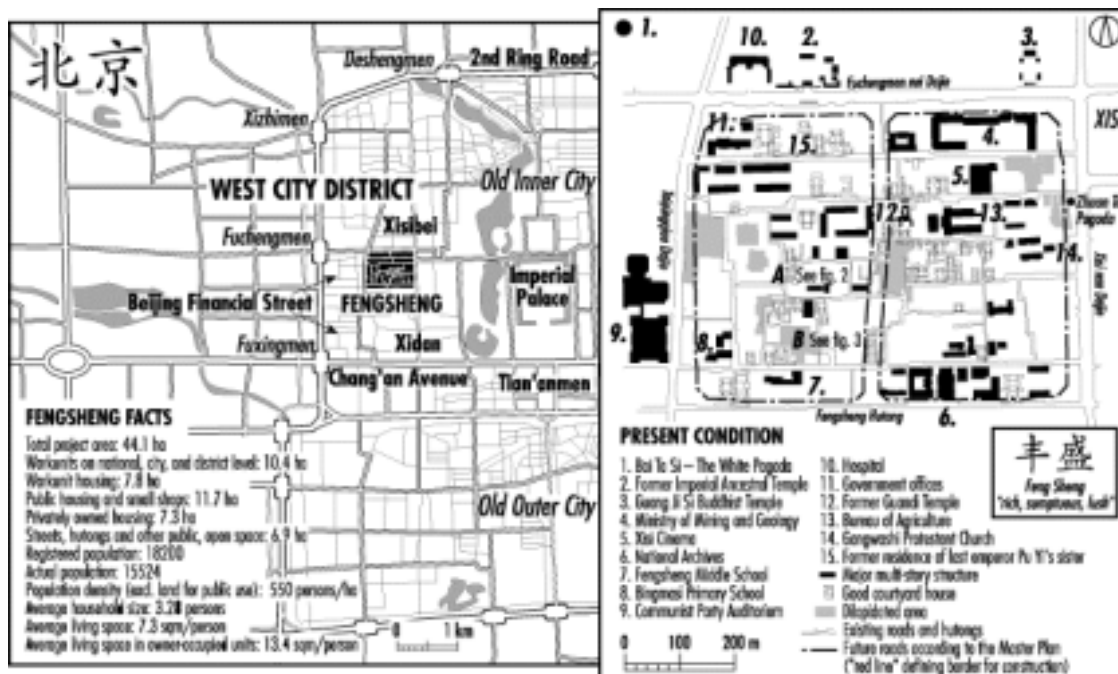 北京
Deshengmen
2nd Ring Road
Xizhimen
WEST CITY DISTRICT
Old Inner City
Xisibei
Fuchengmen
Imperial
Palace
Beijing Financial Street
FENGSHENG
Fuxingmen
Xidan
Chang'an Avenue
Tian'anmen
FENGSHENG FACTS
Total project area: 44.1 ha
Workunits on national, city, and district level: 10.4 ha
Workunit housing: 7.8 ha
Public housing and small shops: 11.7 ha
Privately owned housing: 7.3 ha
Streets, hutongs and other public, open space: 6.9 ha
Registered population: 18200
Actual population: 15524
Population density (excl. land for public use): 550 persons/ha
Average household size: 3.28 persons
Average living space: 7.3 sqm/person
Average living space in owner-occupied units: 13.4 sqm/person
Old Outer City
0 1 km
1.
10.
2.
3.
Fuchengmen nei Dajie
XIS
11.
15.
4.
5.
12.
13.
Pagoda
14.
A See fig. 2
9.
8.
B See fig. 3
7.
6.
Fengsheng Hutong
PRESENT CONDITION
1. Bai Ta Si – The White Pagoda
2. Former Imperial Ancestral Temple
3. Guang Ji Si Buddhist Temple
4. Ministry of Mining and Geology
5. Xisi Cinema
6. National Archives
7. Fengsheng Middle School
8. Bingmasi Primary School
9. Communist Party Auditorium
10. Hospital
11. Government offices
12. Former Guandi Temple
13. Bureau of Agriculture
14. Gangwashi Protestant Church
15. Former residence of last emperor Pu Yi's sister
Major multi-story structure
Good courtyard house
Dilapidated area
Existing roads and hutongs
Future roads according to the Master Plan
("red line" defining border for construction)
0 100 200 m
丰盛
Feng Sheng
"rich, sumptuous, lush"